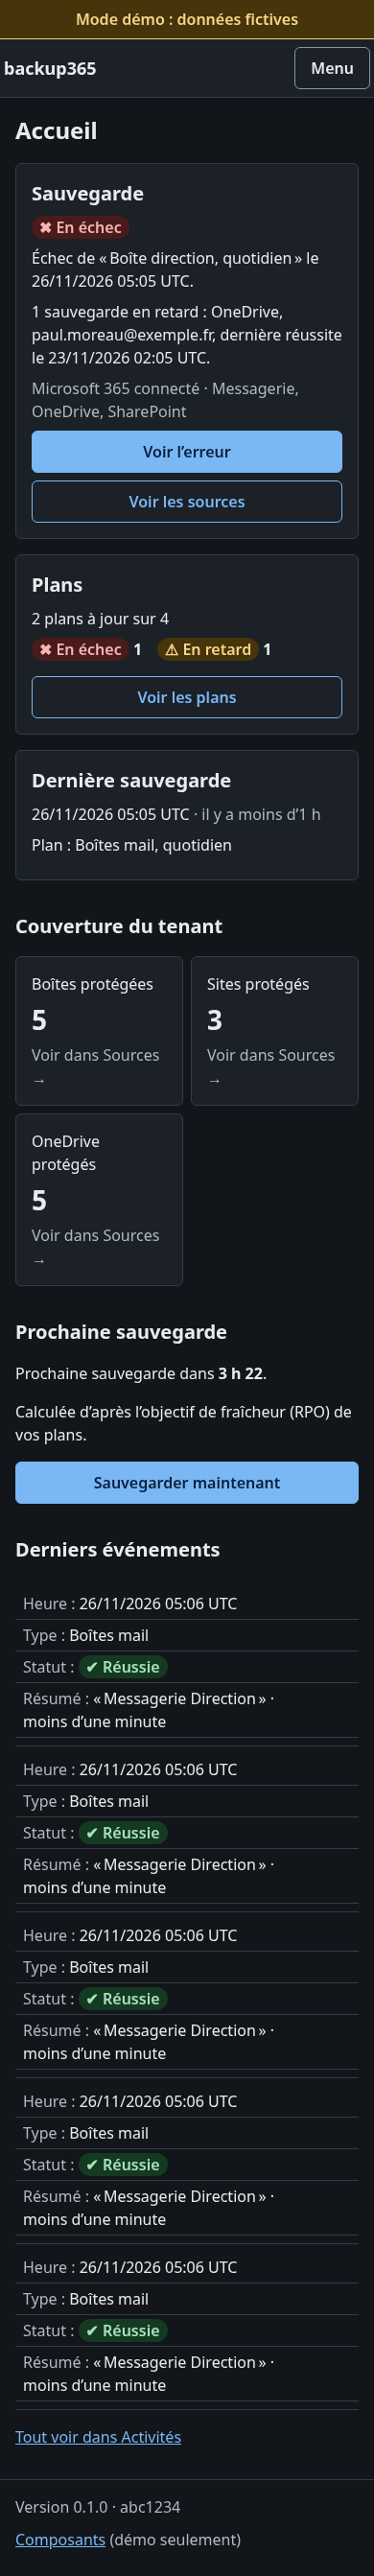 Mode démo : données fictives
backup365
Menu
Accueil
Sauvegarde
✖ En échec
Échec de « Boîte direction, quotidien » le
26/11/2026 05:05 UTC.
1 sauvegarde en retard : OneDrive,
paul.moreau@exemple.fr, dernière réussite
le 23/11/2026 02:05 UTC.
Microsoft 365 connecté · Messagerie,
OneDrive, SharePoint
Voir l’erreur
Voir les sources
Plans
2 plans à jour sur 4
✖ En échec 1 ⚠ En retard 1
Voir les plans
Dernière sauvegarde
26/11/2026 05:05 UTC · il y a moins d’1 h
Plan : Boîtes mail, quotidien
Couverture du tenant
Boîtes protégées
5
Voir dans Sources
→
Sites protégés
3
Voir dans Sources
→
OneDrive
protégés
5
Voir dans Sources
→
Prochaine sauvegarde
Prochaine sauvegarde dans 3 h 22.
Calculée d’après l’objectif de fraîcheur (RPO) de
vos plans.
Sauvegarder maintenant
Derniers événements
Heure : 26/11/2026 05:06 UTC
Type : Boîtes mail
Statut : ✔ Réussie
Résumé : « Messagerie Direction » ·
moins d’une minute
Heure : 26/11/2026 05:06 UTC
Type : Boîtes mail
Statut : ✔ Réussie
Résumé : « Messagerie Direction » ·
moins d’une minute
Heure : 26/11/2026 05:06 UTC
Type : Boîtes mail
Statut : ✔ Réussie
Résumé : « Messagerie Direction » ·
moins d’une minute
Heure : 26/11/2026 05:06 UTC
Type : Boîtes mail
Statut : ✔ Réussie
Résumé : « Messagerie Direction » ·
moins d’une minute
Heure : 26/11/2026 05:06 UTC
Type : Boîtes mail
Statut : ✔ Réussie
Résumé : « Messagerie Direction » ·
moins d’une minute
Tout voir dans Activités
Version 0.1.0 · abc1234
Composants (démo seulement)